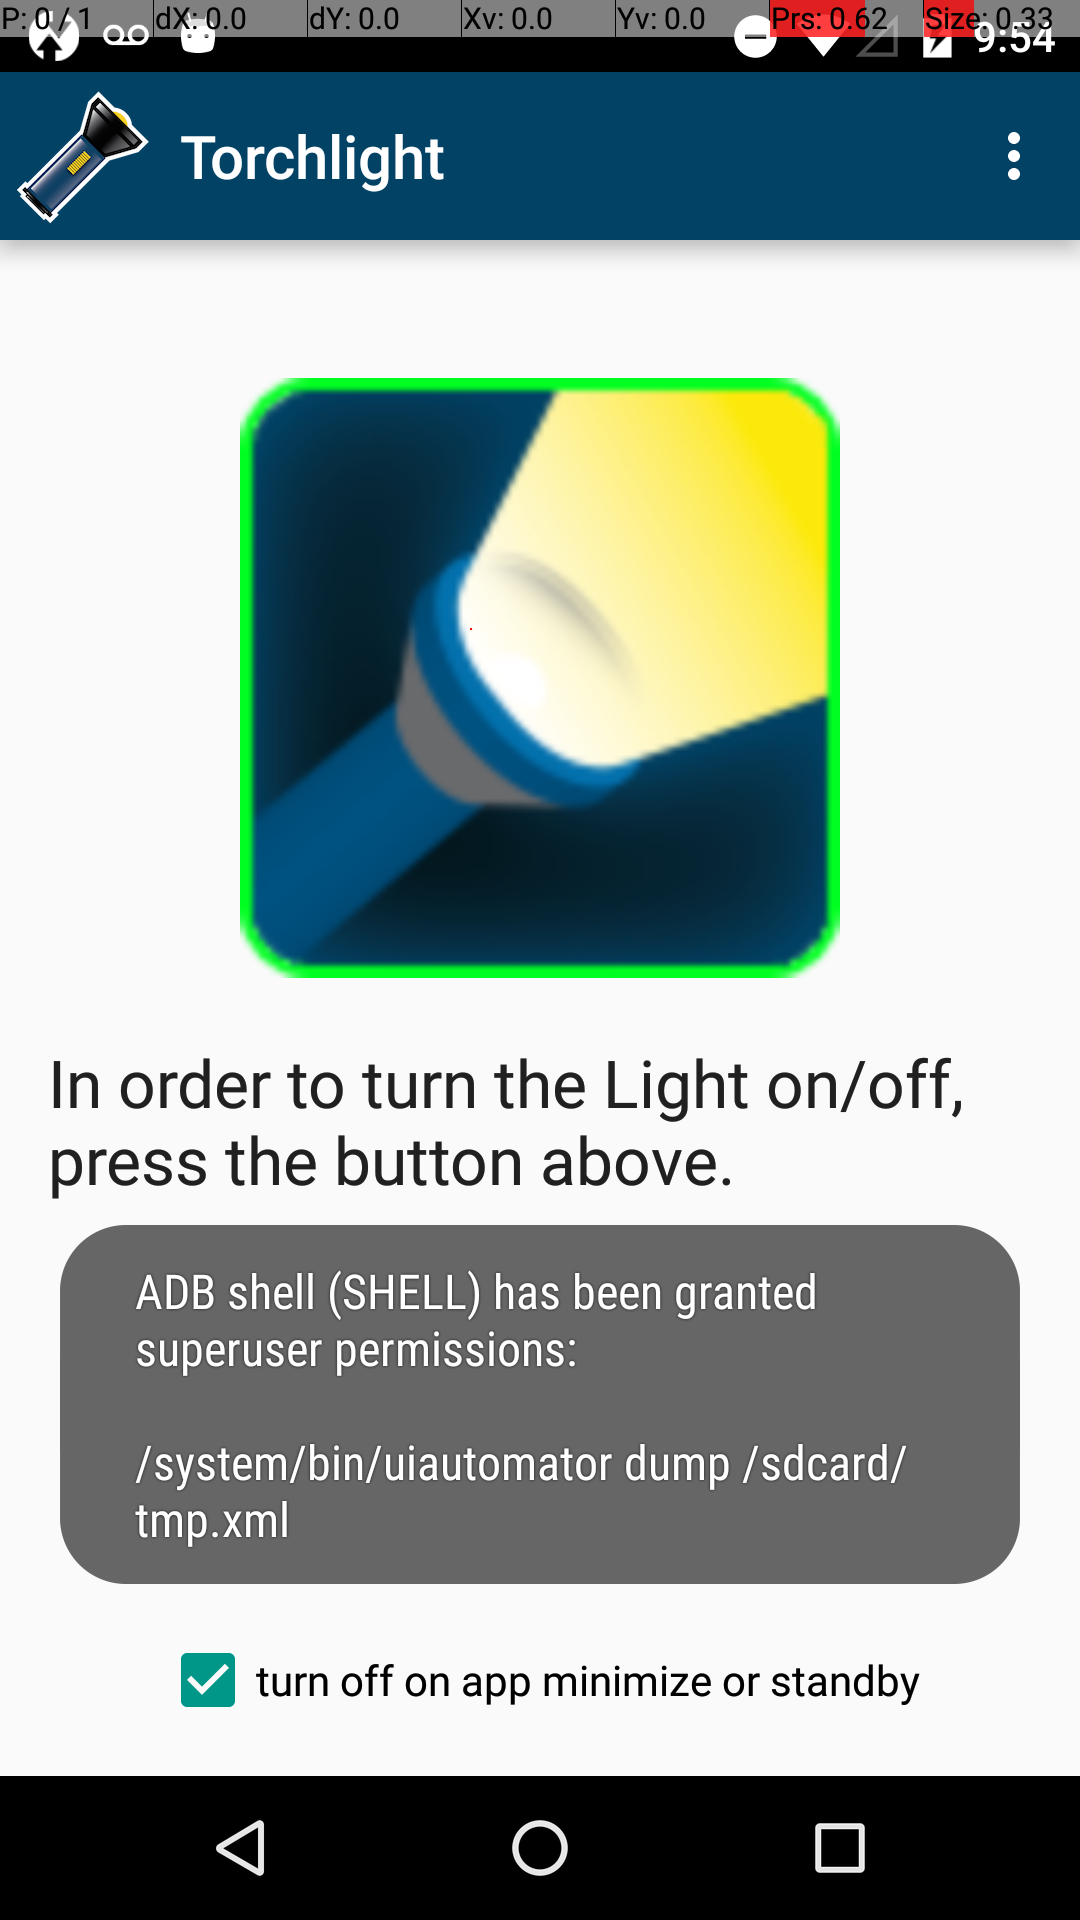 P: 0 / 1 dX: 0.0 dY: 0.0 Xv: 0.0 Yv: 0.0 Prs: 0.62 Size: 0.33
9:54
Torchlight
In order to turn the Light on/off,
press the button above.
ADB shell (SHELL) has been granted
superuser permissions:
/system/bin/uiautomator dump /sdcard/
tmp.xml
turn off on app minimize or standby